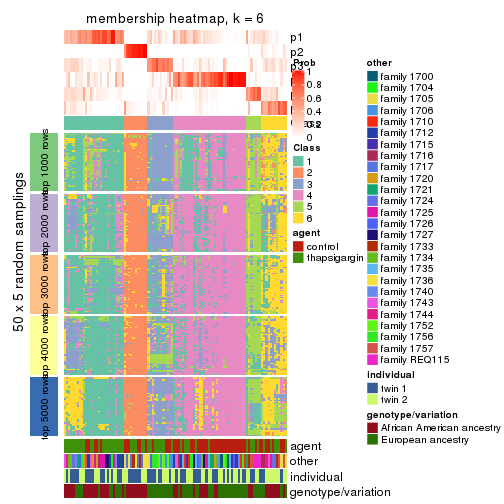 membership heatmap, k = 6
p1
p2
p3
Prob
1
0.8
0.6
0.4
0.2
0
Class
1
2
3
4
5
6
agent
control
thapsigargin
other
family 1700
family 1704
family 1705
family 1706
family 1710
family 1712
family 1715
family 1716
family 1717
family 1720
family 1721
family 1724
family 1725
family 1726
family 1727
family 1733
family 1734
family 1735
family 1736
family 1740
family 1743
family 1744
family 1752
family 1756
family 1757
family REQ115
individual
twin 1
twin 2
genotype/variation
African American ancestry
European ancestry
50 x 5 random samplings
top 1000 rows
top 2000 rows
top 3000 rows
top 4000 rows
top 5000 rows
agent
other
individual
genotype/variation